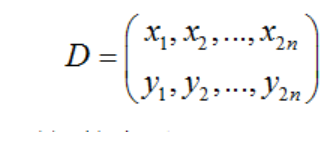 D = ( x₁, x₂, ..., x₂ₙ
y₁, y₂, ..., y₂ₙ )